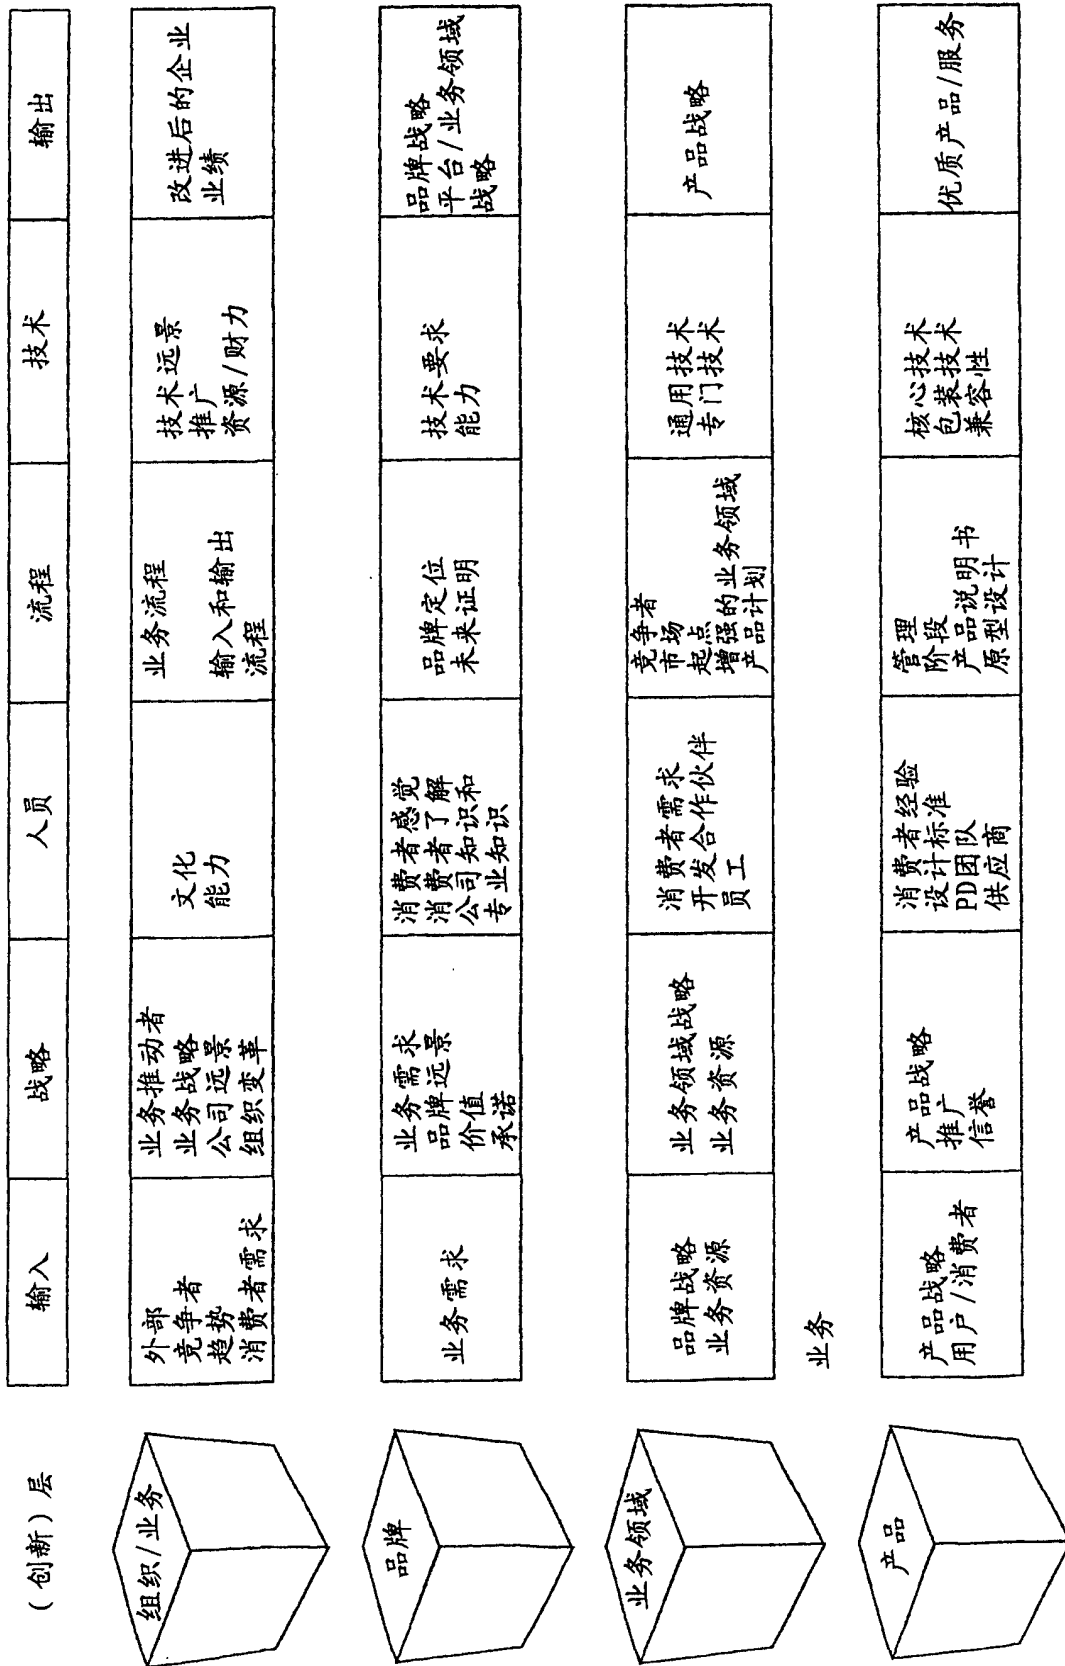 (创新)层
输入
战略
人员
流程
技术
输出
组织/业务
外部
竞争者
趋势
消费者需求
业务推动者
业务战略
公司远景
组织变革
文化
能力
业务流程
输入和输出
流程
技术远景
推广
资源/财力
改进后的企业
业绩
品牌
业务需求
业务需求
品牌远景
价值
承诺
消费者感觉
消费者了解
公司知识和
专业知识
品牌定位
未来证明
技术要求
能力
品牌战略
平台/业务领域
战略
业务领域
品牌战略
业务资源
业务领域战略
业务资源
消费者需求
开发合作伙伴
员工
竞争者
市场
起点
增强的业务领域
产品计划
通用技术
专门技术
产品战略
业务
产品
产品战略
用户/消费者
产品战略
推广
信誉
消费者经验
设计标准
PD团队
供应商
管理
阶段
产品说明书
原型设计
核心技术
包装技术
兼容性
优质产品/服务